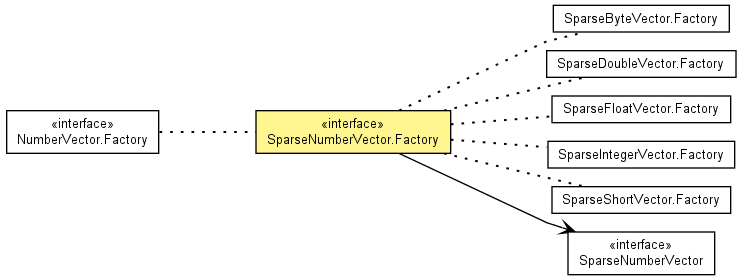 SparseByteVector.Factory
SparseDoubleVector.Factory
SparseFloatVector.Factory
«interface»
NumberVector.Factory
«interface»
SparseNumberVector.Factory
SparseIntegerVector.Factory
SparseShortVector.Factory
«interface»
SparseNumberVector